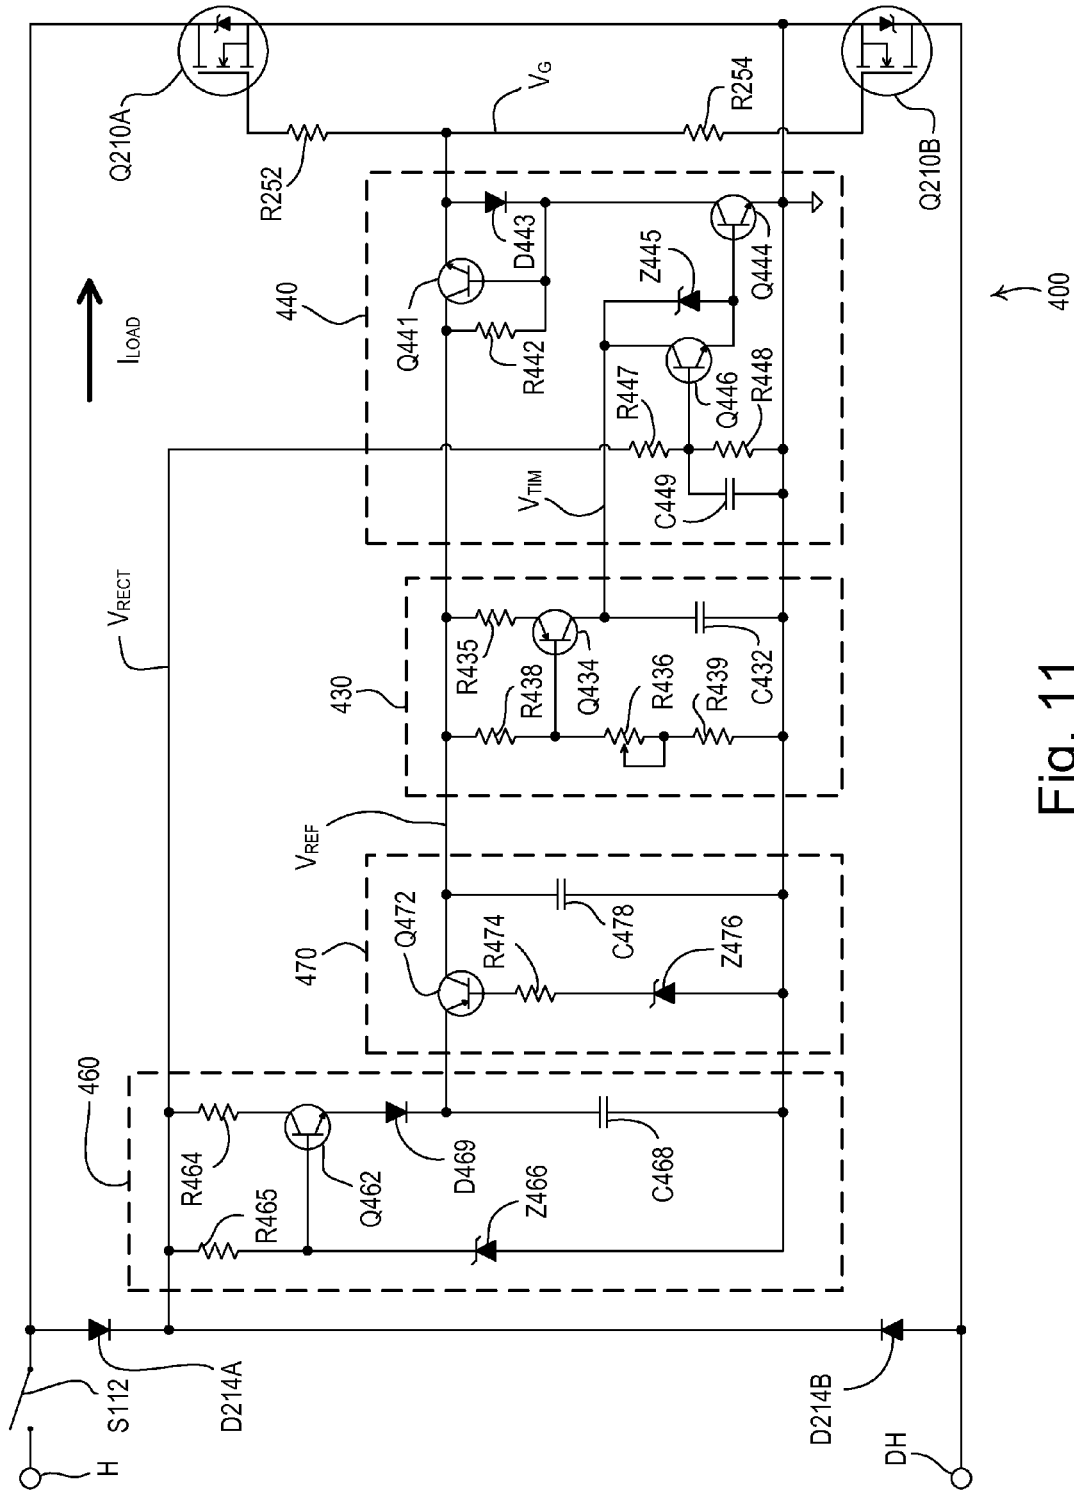 H
S112
D214A
D214B
DH
460
R464
R465
Q462
D469
Z466
C468
470
Q472
R474
C478
Z476
VREF
VRECT
430
R435
R438
Q434
R436
R439
C432
VTIM
440
Q441
R442
D443
R447
Z445
Q446
R448
Q444
C449
ILOAD
Q210A
R252
VG
R254
Q210B
400
Fig. 11